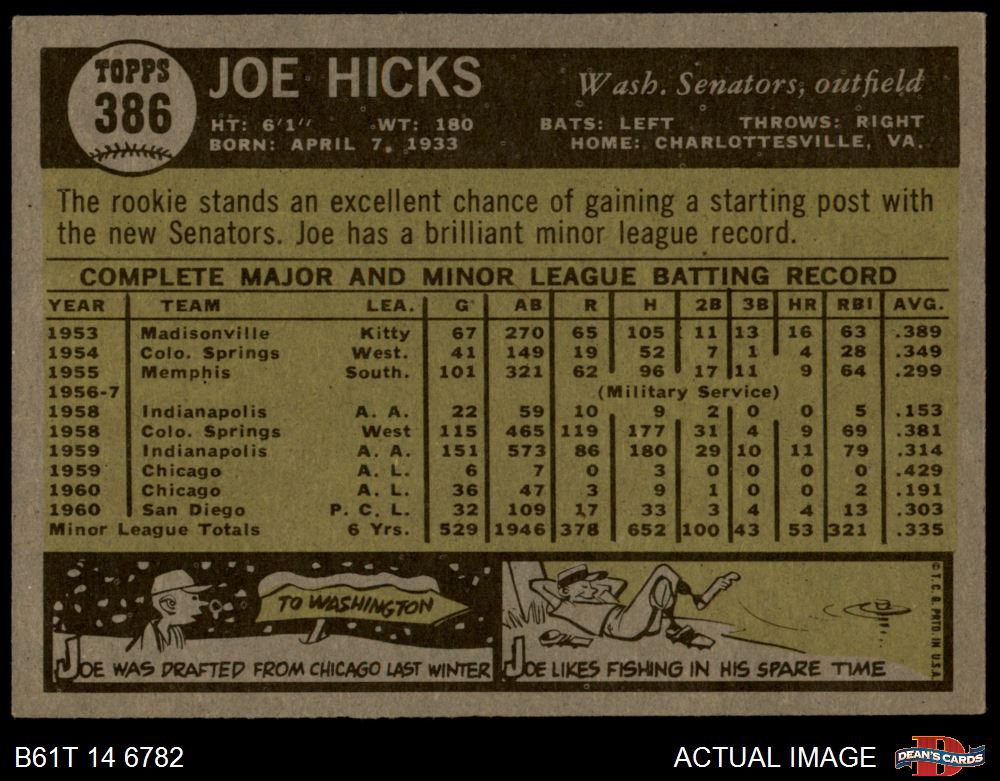 TOPPS
386
JOE HICKS
Wash. Senators, outfield
HT: 6'1" WT: 180 BATS: LEFT THROWS: RIGHT
BORN: APRIL 7, 1933 HOME: CHARLOTTESVILLE, VA.
The rookie stands an excellent chance of gaining a starting post with
the new Senators. Joe has a brilliant minor league record.
COMPLETE MAJOR AND MINOR LEAGUE BATTING RECORD
YEAR TEAM LEA. G AB R H 2B 3B HR RBI AVG.
1953 Madisonville Kitty 67 270 65 105 11 13 16 63 .389
1954 Colo. Springs West. 41 149 19 52 7 1 4 28 .349
1955 Memphis South. 101 321 62 96 17 11 9 64 .299
1956-7 (Military Service)
1958 Indianapolis A. A. 22 59 10 9 2 0 0 5 .153
1958 Colo. Springs West 115 465 119 177 31 4 9 69 .381
1959 Indianapolis A. A. 151 573 86 180 29 10 11 79 .314
1959 Chicago A. L. 6 7 0 3 0 0 0 0 .429
1960 Chicago A. L. 36 47 3 9 1 0 0 2 .191
1960 San Diego P. C. L. 32 109 17 33 3 4 4 13 .303
Minor League Totals 6 Yrs. 529 1946 378 652 100 43 53 321 .335
TO WASHINGTON
JOE WAS DRAFTED FROM CHICAGO LAST WINTER
JOE LIKES FISHING IN HIS SPARE TIME
© T. C. G. PRTD. IN U.S.A.
B61T 14 6782
ACTUAL IMAGE
D
DEAN'S CARDS